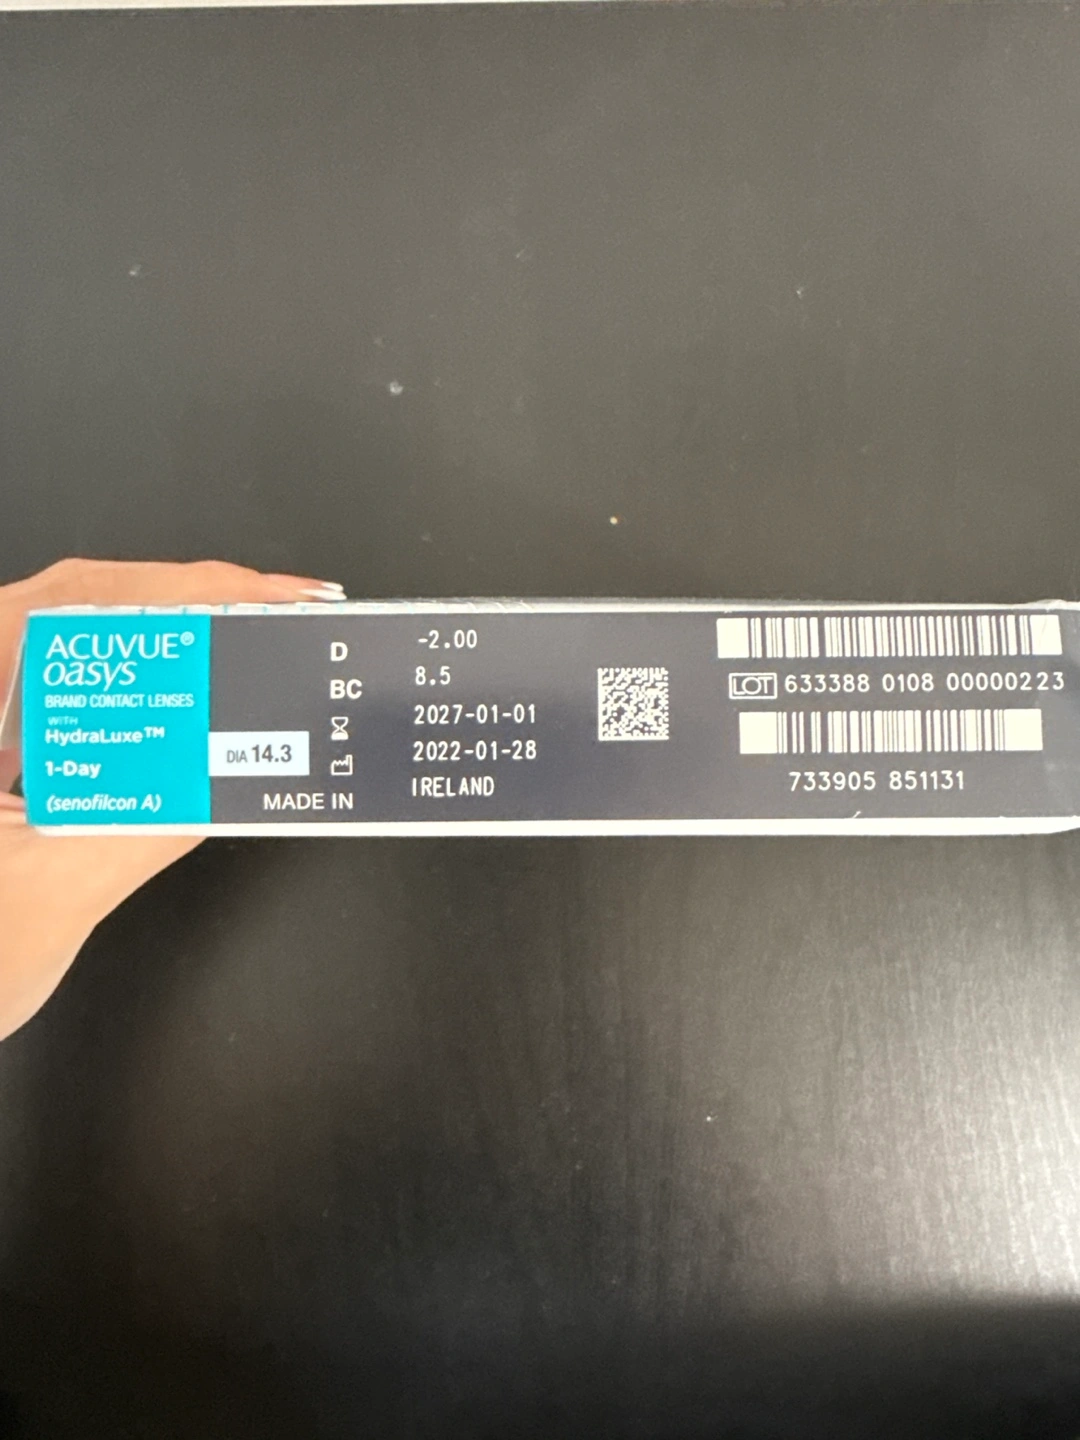 ACUVUE®
oasys
BRAND CONTACT LENSES
WITH
HydraLuxe™
1-Day
(senofilcon A)
DIA 14.3
D -2.00
BC 8.5
2027-01-01
2022-01-28
MADE IN IRELAND
LOT 633388 0108 00000223
733905 851131